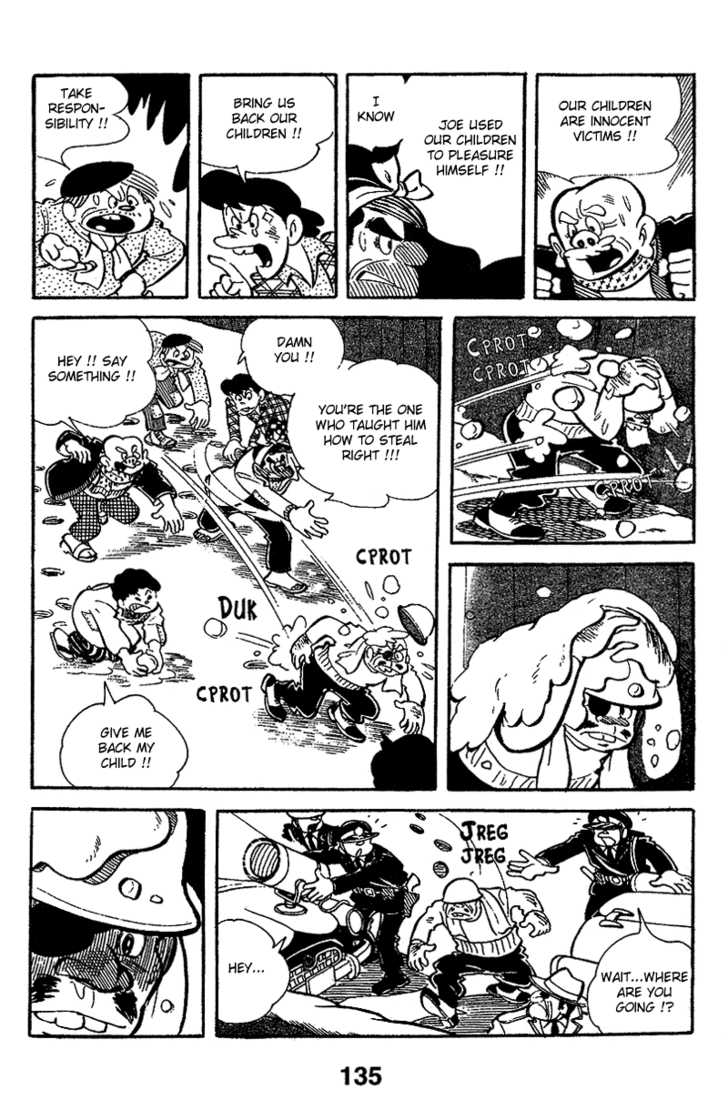 TAKE
RESPON-
SIBILITY !!
BRING US
BACK OUR
CHILDREN !!
I
KNOW
JOE USED
OUR CHILDREN
TO PLEASURE
HIMSELF !!
OUR CHILDREN
ARE INNOCENT
VICTIMS !!
HEY !! SAY
SOMETHING !!
DAMN
YOU !!
YOU'RE THE ONE
WHO TAUGHT HIM
HOW TO STEAL
RIGHT !!!
CPROT
DUK
CPROT
GIVE ME
BACK MY
CHILD !!
CPROT
CPROT
CPROT
JREG
JREG
HEY...
WAIT...WHERE
ARE YOU
GOING !?
135